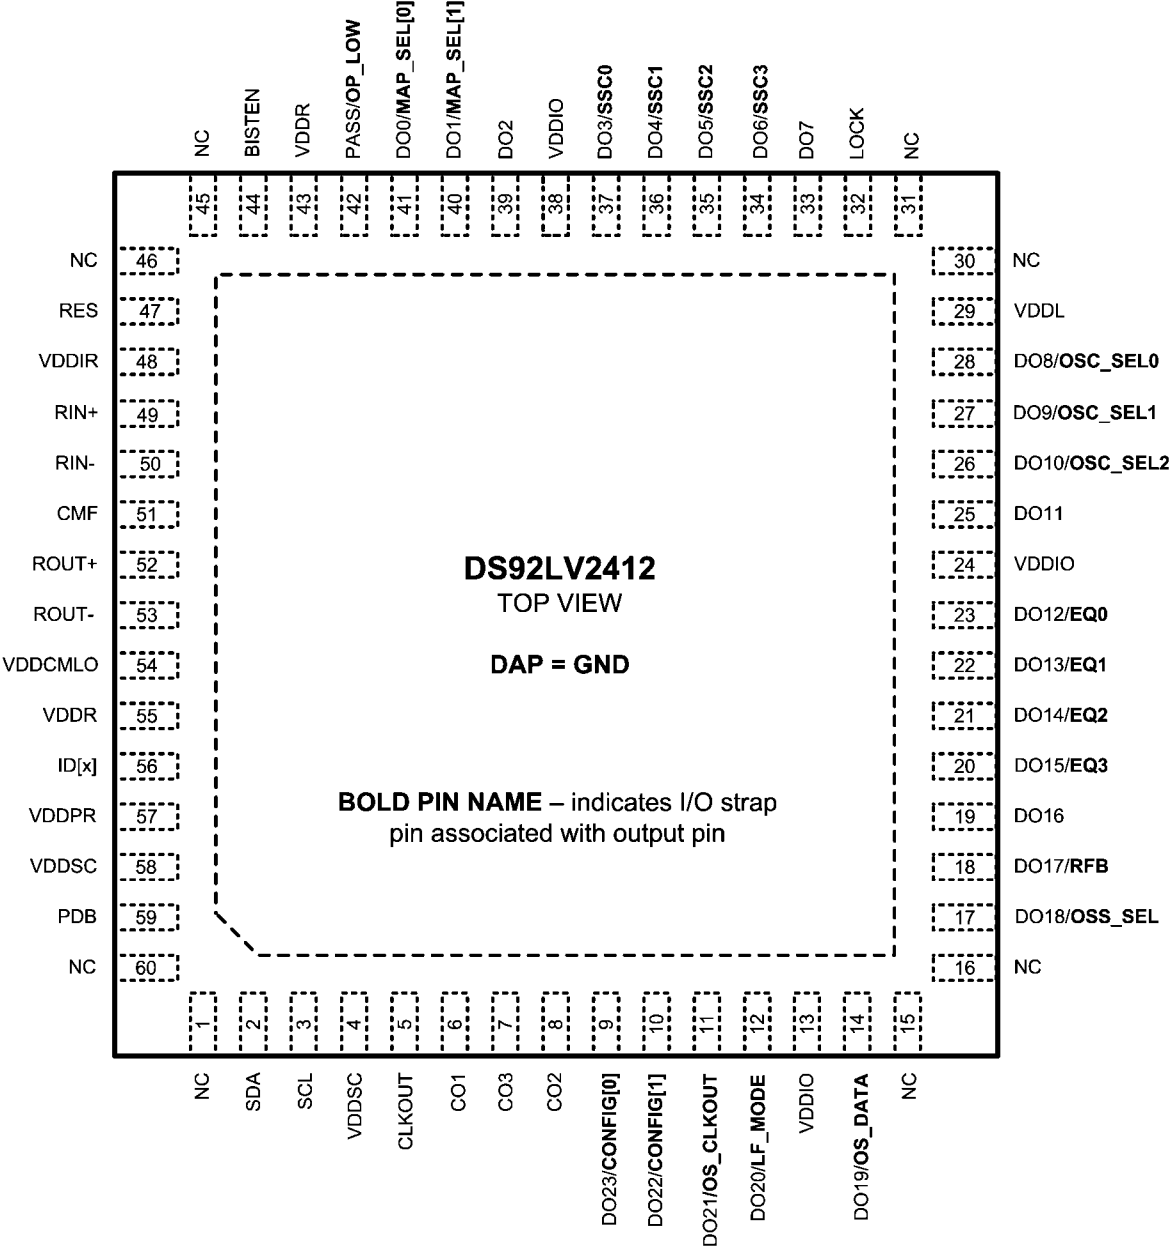 NC
BISTEN
VDDR
PASS/OP_LOW
DO0/MAP_SEL[0]
DO1/MAP_SEL[1]
DO2
VDDIO
DO3/SSC0
DO4/SSC1
DO5/SSC2
DO6/SSC3
DO7
LOCK
NC
45
44
43
42
41
40
39
38
37
36
35
34
33
32
31
NC 46
RES 47
VDDIR 48
RIN+ 49
RIN- 50
CMF 51
ROUT+ 52
ROUT- 53
VDDCMLO 54
VDDR 55
ID[x] 56
VDDPR 57
VDDSC 58
PDB 59
NC 60
DS92LV2412
TOP VIEW
DAP = GND
BOLD PIN NAME – indicates I/O strap
pin associated with output pin
30 NC
29 VDDL
28 DO8/OSC_SEL0
27 DO9/OSC_SEL1
26 DO10/OSC_SEL2
25 DO11
24 VDDIO
23 DO12/EQ0
22 DO13/EQ1
21 DO14/EQ2
20 DO15/EQ3
19 DO16
18 DO17/RFB
17 DO18/OSS_SEL
16 NC
1
2
3
4
5
6
7
8
9
10
11
12
13
14
15
NC
SDA
SCL
VDDSC
CLKOUT
CO1
CO3
CO2
DO23/CONFIG[0]
DO22/CONFIG[1]
DO21/OS_CLKOUT
DO20/LF_MODE
VDDIO
DO19/OS_DATA
NC